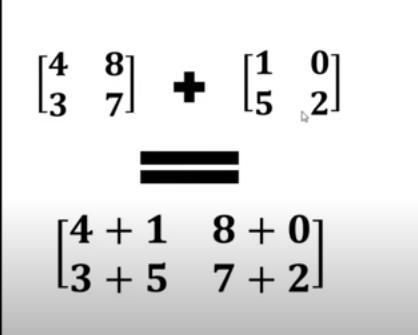 [4 8] + [1 0]
[3 7] [5 2]
=
[4 + 1 8 + 0]
[3 + 5 7 + 2]